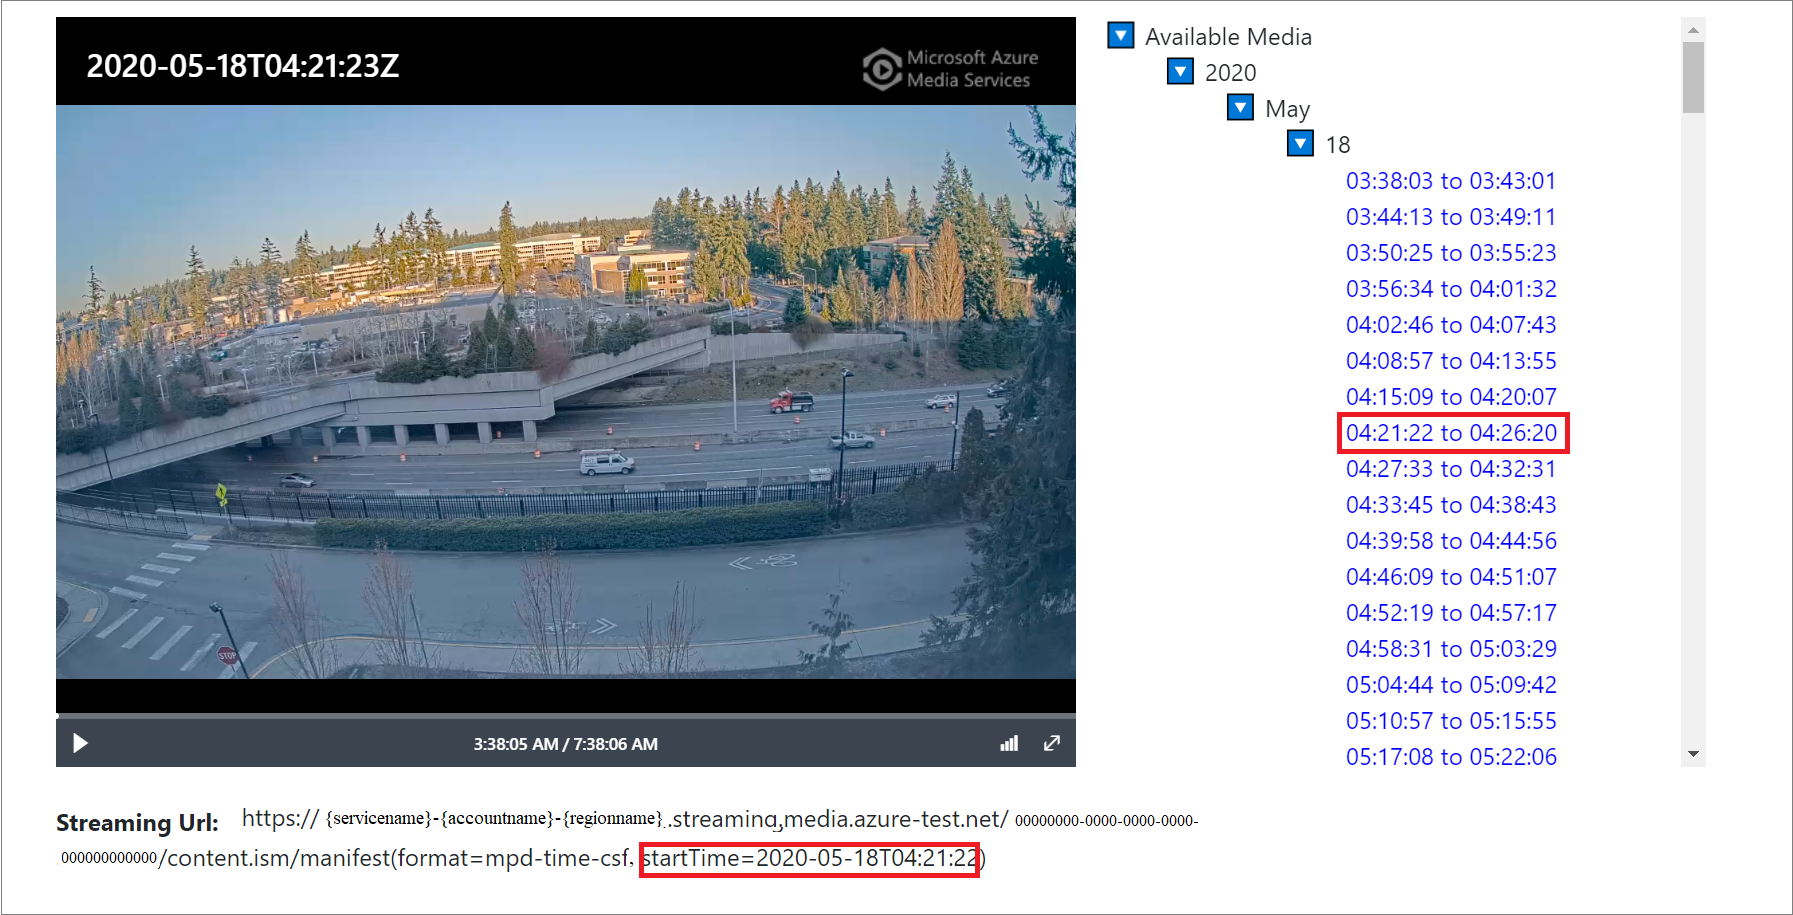 2020-05-18T04:21:23Z
Microsoft Azure
Media Services
STOP
3:38:05 AM / 7:38:06 AM
Available Media
2020
May
18
03:38:03 to 03:43:01
03:44:13 to 03:49:11
03:50:25 to 03:55:23
03:56:34 to 04:01:32
04:02:46 to 04:07:43
04:08:57 to 04:13:55
04:15:09 to 04:20:07
04:21:22 to 04:26:20
04:27:33 to 04:32:31
04:33:45 to 04:38:43
04:39:58 to 04:44:56
04:46:09 to 04:51:07
04:52:19 to 04:57:17
04:58:31 to 05:03:29
05:04:44 to 05:09:42
05:10:57 to 05:15:55
05:17:08 to 05:22:06
Streaming Url: https:// {servicename}-{accountname}-{regionname}.streaming,media.azure-test.net/ 00000000-0000-0000-0000-
000000000000/content.ism/manifest(format=mpd-time-csf, startTime=2020-05-18T04:21:22)